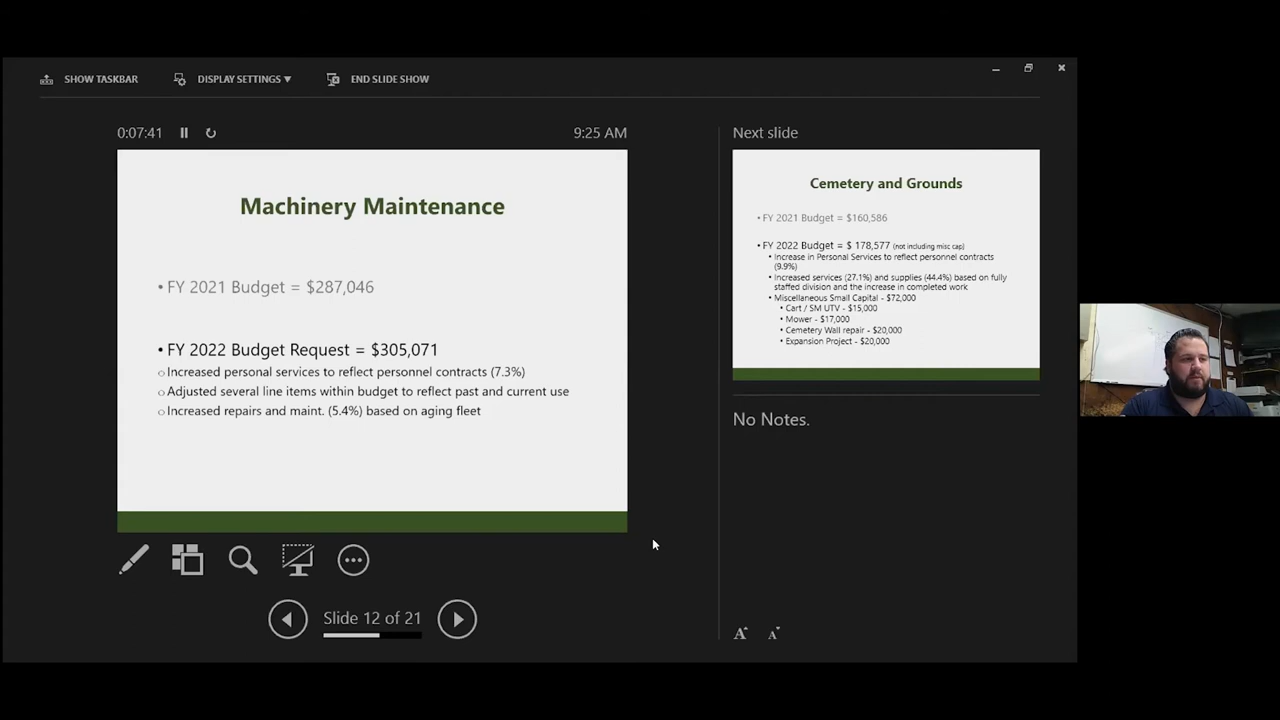 SHOW TASKBAR
DISPLAY SETTINGS ▼
END SLIDE SHOW
0:07:41
9:25 AM
Machinery Maintenance
• FY 2021 Budget = $287,046
• FY 2022 Budget Request = $305,071
○ Increased personal services to reflect personnel contracts (7.3%)
○ Adjusted several line items within budget to reflect past and current use
○ Increased repairs and maint. (5.4%) based on aging fleet
Slide 12 of 21
Next slide
Cemetery and Grounds
• FY 2021 Budget = $160,586
• FY 2022 Budget = $ 178,577 (not including misc cap)
• Increase in Personal Services to reflect personnel contracts
(9.9%)
• Increased services (27.1%) and supplies (44.4%) based on fully
staffed division and the increase in completed work
• Miscellaneous Small Capital - $72,000
• Cart / SM UTV - $15,000
• Mower - $17,000
• Cemetery Wall repair - $20,000
• Expansion Project - $20,000
No Notes.
A A